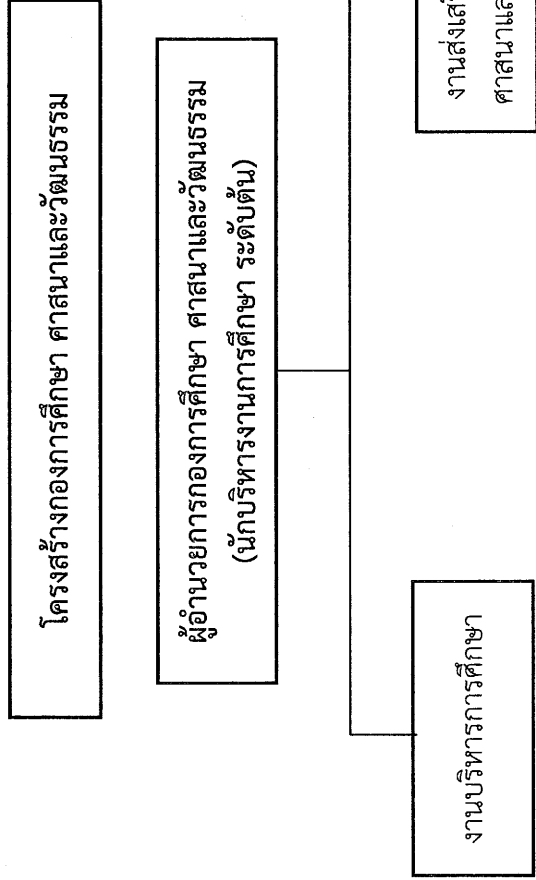 โครงสร้างกองการศึกษา ศาสนาและวัฒนธรรม
ผู้อำนวยการกองการศึกษา ศาสนาและวัฒนธรรม
(นักบริหารงานการศึกษา ระดับต้น)
งานบริหารการศึกษา